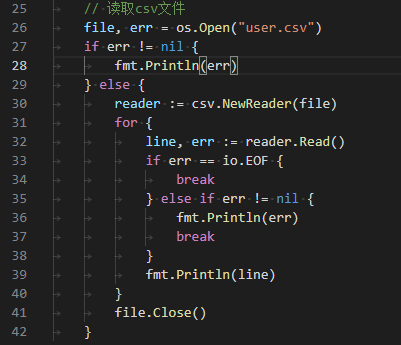 25 // 读取csv文件
26 file, err = os.Open("user.csv")
27 if err != nil {
28 fmt.Println(err)
29 } else {
30 reader := csv.NewReader(file)
31 for {
32 line, err := reader.Read()
33 if err == io.EOF {
34 break
35 } else if err != nil {
36 fmt.Println(err)
37 break
38 }
39 fmt.Println(line)
40 }
41 file.Close()
42 }